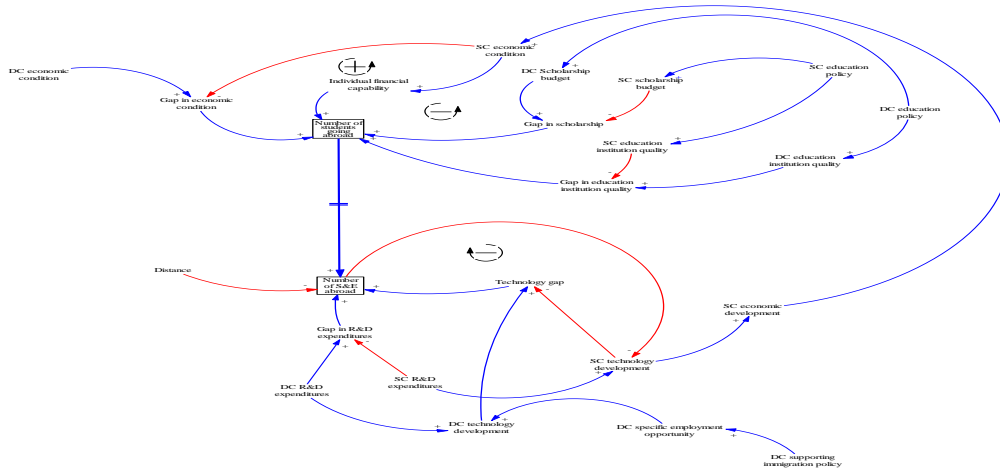 SC economic
condition
DC economic
condition
DC Scholarship
budget
SC scholarship
budget
SC education
policy
Individual financial
capability
Gap in economic
condition
DC education
policy
Number of
students
going
abroad
Gap in scholarship
SC education
institution quality
DC education
institution quality
Gap in education
institution quality
Distance
Number
of S&E
abroad
Technology gap
SC economic
development
Gap in R&D
expenditures
SC technology
development
DC R&D
expenditures
SC R&D
expenditures
DC technology
development
DC specific employment
opportunity
DC supporting
immigration policy